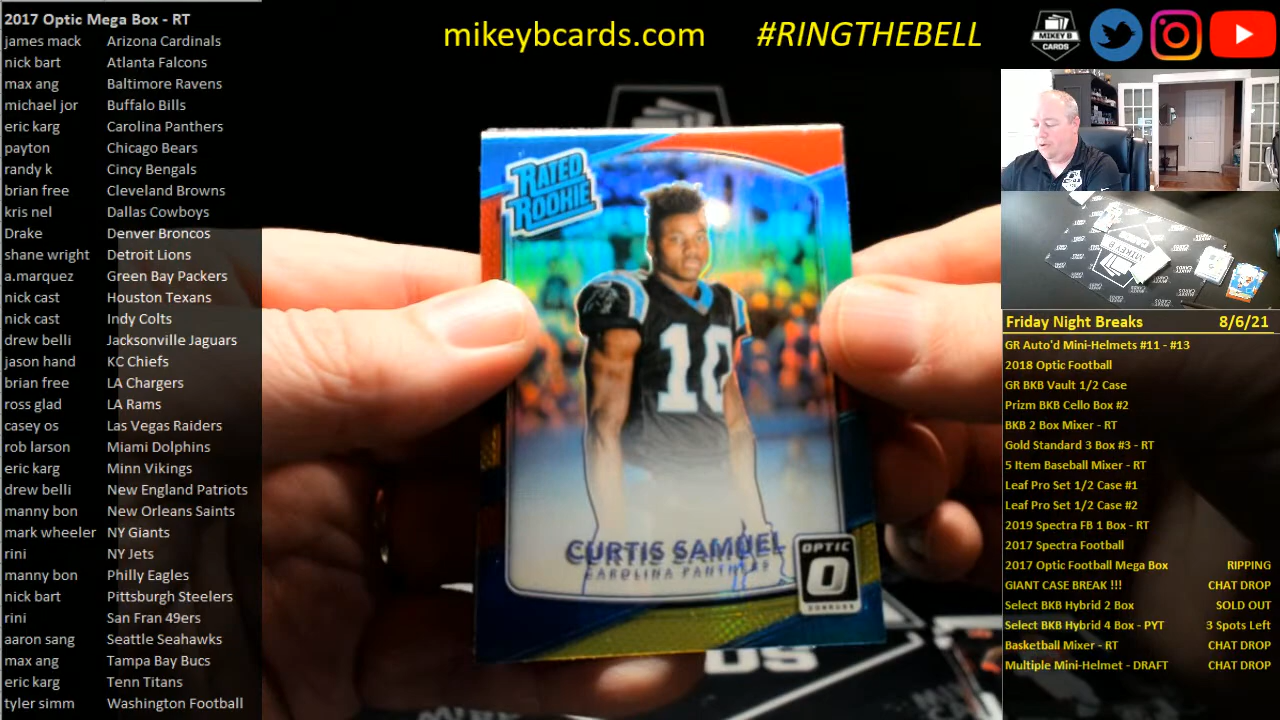 2017 Optic Mega Box - RT
james mack Arizona Cardinals
nick bart Atlanta Falcons
max ang Baltimore Ravens
michael jor Buffalo Bills
eric karg Carolina Panthers
payton Chicago Bears
randy k Cincy Bengals
brian free Cleveland Browns
kris nel Dallas Cowboys
Drake Denver Broncos
shane wright Detroit Lions
a.marquez Green Bay Packers
nick cast Houston Texans
nick cast Indy Colts
drew belli Jacksonville Jaguars
jason hand KC Chiefs
brian free LA Chargers
ross glad LA Rams
casey os Las Vegas Raiders
rob larson Miami Dolphins
eric karg Minn Vikings
drew belli New England Patriots
manny bon New Orleans Saints
mark wheeler NY Giants
rini NY Jets
manny bon Philly Eagles
nick bart Pittsburgh Steelers
rini San Fran 49ers
aaron sang Seattle Seahawks
max ang Tampa Bay Bucs
eric karg Tenn Titans
tyler simm Washington Football
mikeybcards.com #RINGTHEBELL
MIKEY B
CARDS
RATED
ROOKIE
10
CURTIS SAMUEL
CAROLINA PANTHERS
OPTIC
DONRUSS
Friday Night Breaks 8/6/21
GR Auto'd Mini-Helmets #11 - #13
2018 Optic Football
GR BKB Vault 1/2 Case
Prizm BKB Cello Box #2
BKB 2 Box Mixer - RT
Gold Standard 3 Box #3 - RT
5 Item Baseball Mixer - RT
Leaf Pro Set 1/2 Case #1
Leaf Pro Set 1/2 Case #2
2019 Spectra FB 1 Box - RT
2017 Spectra Football
2017 Optic Football Mega Box RIPPING
GIANT CASE BREAK !!! CHAT DROP
Select BKB Hybrid 2 Box SOLD OUT
Select BKB Hybrid 4 Box - PYT 3 Spots Left
Basketball Mixer - RT CHAT DROP
Multiple Mini-Helmet - DRAFT CHAT DROP